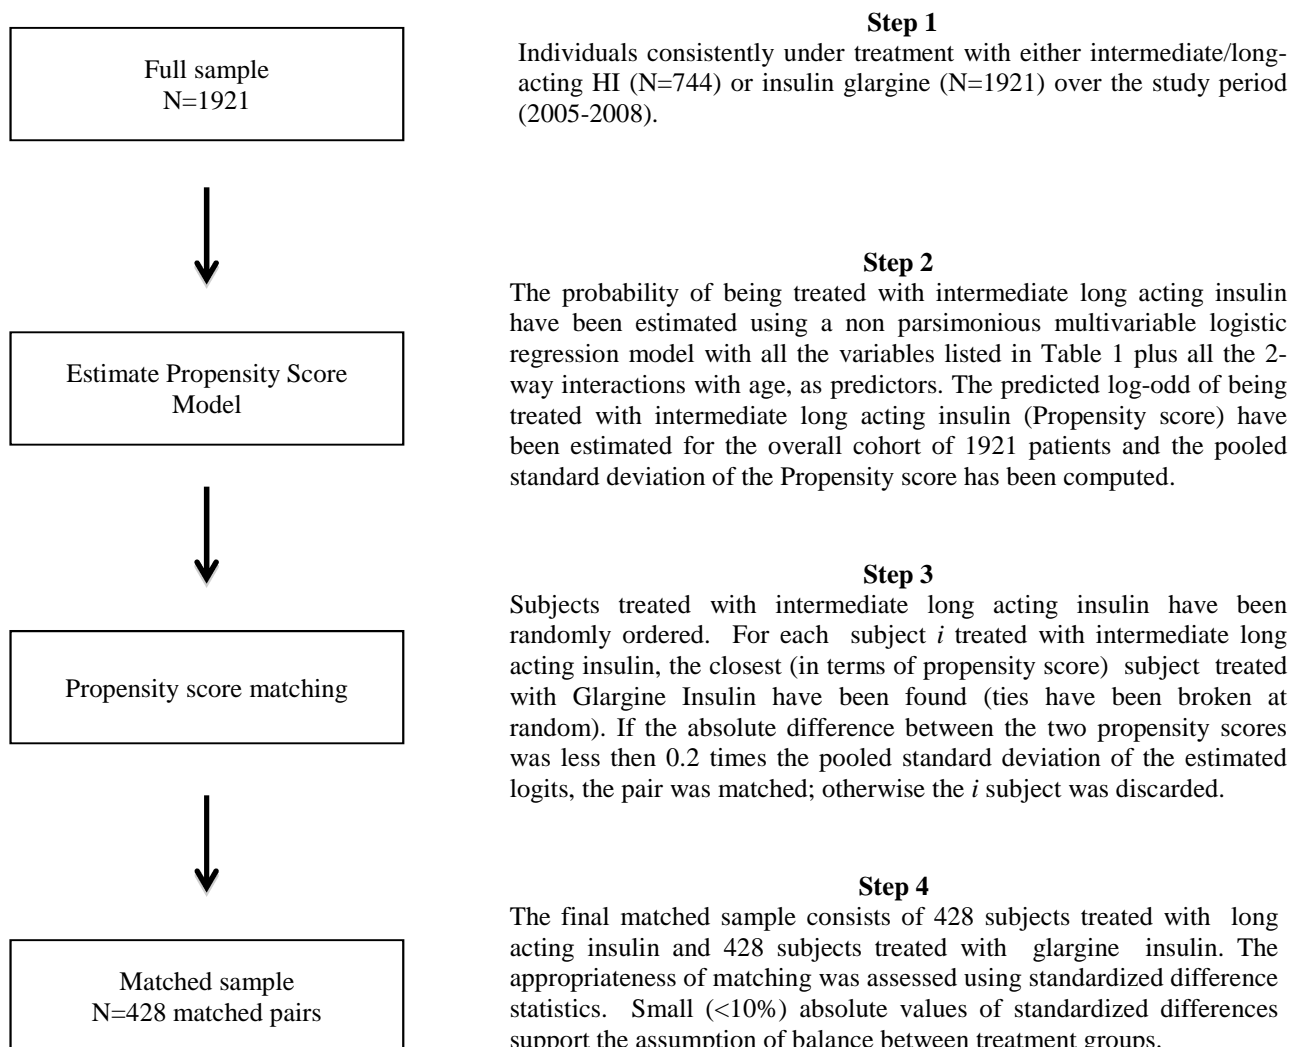 Full sample
N=1921
Step 1
Individuals consistently under treatment with either intermediate/long-
acting HI (N=744) or insulin glargine (N=1921) over the study period
(2005-2008).
Estimate Propensity Score
Model
Step 2
The probability of being treated with intermediate long acting insulin
have been estimated using a non parsimonious multivariable logistic
regression model with all the variables listed in Table 1 plus all the 2-
way interactions with age, as predictors. The predicted log-odd of being
treated with intermediate long acting insulin (Propensity score) have
been estimated for the overall cohort of 1921 patients and the pooled
standard deviation of the Propensity score has been computed.
Propensity score matching
Step 3
Subjects treated with intermediate long acting insulin have been
randomly ordered. For each subject i treated with intermediate long
acting insulin, the closest (in terms of propensity score) subject treated
with Glargine Insulin have been found (ties have been broken at
random). If the absolute difference between the two propensity scores
was less then 0.2 times the pooled standard deviation of the estimated
logits, the pair was matched; otherwise the i subject was discarded.
Matched sample
N=428 matched pairs
Step 4
The final matched sample consists of 428 subjects treated with long
acting insulin and 428 subjects treated with glargine insulin. The
appropriateness of matching was assessed using standardized difference
statistics. Small (<10%) absolute values of standardized differences
support the assumption of balance between treatment groups.